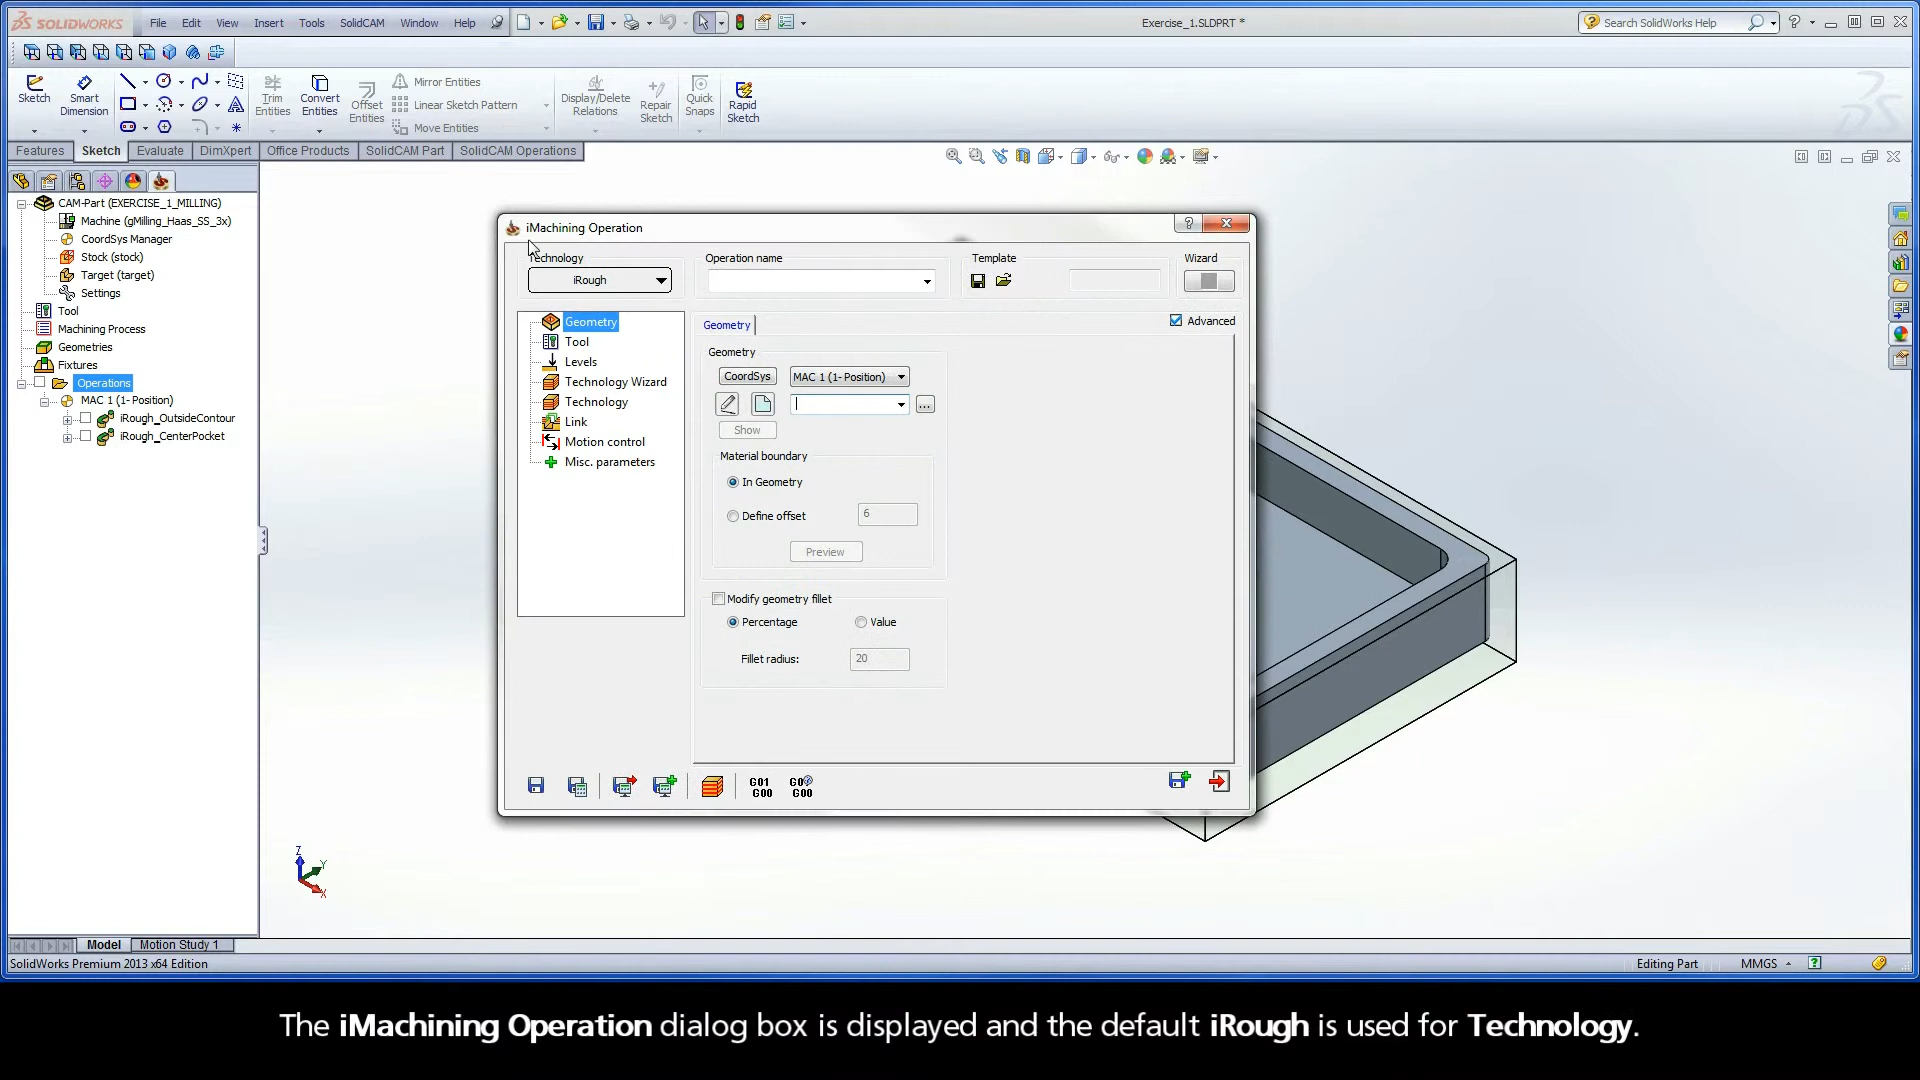 SOLIDWORKS File Edit View Insert Tools SolidCAM Window Help Exercise_1.SLDPRT * Search SolidWorks Help
Sketch Smart Dimension Trim Entities Convert Entities Offset Entities Mirror Entities Linear Sketch Pattern Move Entities Display/Delete Relations Repair Sketch Quick Snaps Rapid Sketch
Features Sketch Evaluate DimXpert Office Products SolidCAM Part SolidCAM Operations
CAM-Part (EXERCISE_1_MILLING)
Machine (gMilling_Haas_SS_3x)
CoordSys Manager
Stock (stock)
Target (target)
Settings
Tool
Machining Process
Geometries
Fixtures
Operations
MAC 1 (1- Position)
iRough_OutsideContour
iRough_CenterPocket
iMachining Operation
Technology Operation name Template Wizard
iRough
Geometry
Tool
Levels
Technology Wizard
Technology
Link
Motion control
Misc. parameters
Geometry Advanced
Geometry
CoordSys MAC 1 (1- Position)
...
Show
Material boundary
In Geometry
Define offset 6
Preview
Modify geometry fillet
Percentage Value
Fillet radius: 20
G01 G00 G00
Z
Y
X
Model Motion Study 1
SolidWorks Premium 2013 x64 Edition Editing Part MMGS
The iMachining Operation dialog box is displayed and the default iRough is used for Technology.